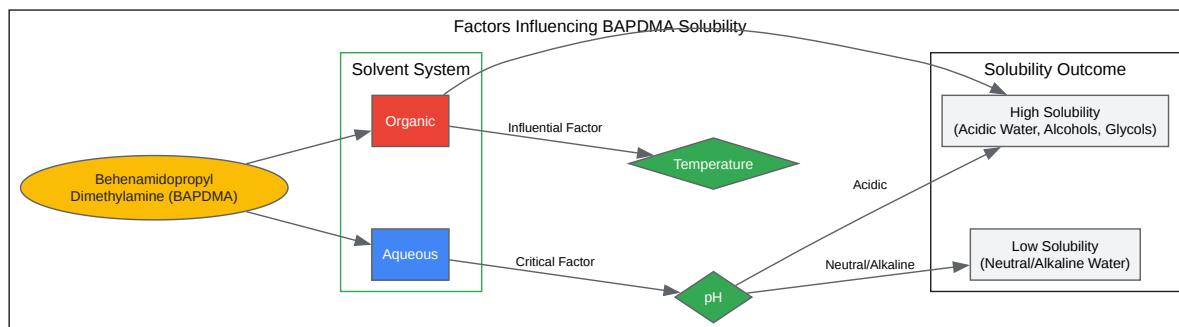 Factors Influencing BAPDMA Solubility
Solvent System
Solubility Outcome
Organic
High Solubility
(Acidic Water, Alcohols, Glycols)
Influential Factor
Temperature
Behenamidopropyl
Dimethylamine (BAPDMA)
Acidic
Aqueous
Critical Factor
Neutral/Alkaline
Low Solubility
(Neutral/Alkaline Water)
pH